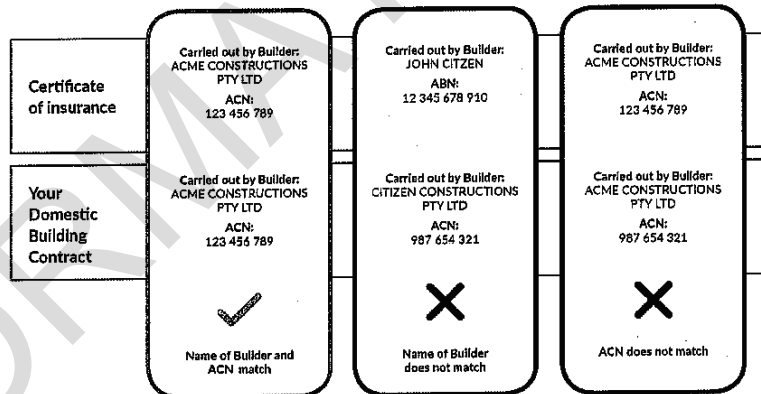 Certificate
of insurance
Carried out by Builder:
ACME CONSTRUCTIONS
PTY LTD
ACN:
123 456 789
Carried out by Builder:
JOHN CITZEN
ABN:
12 345 678 910
Carried out by Builder:
ACME CONSTRUCTIONS
PTY LTD
ACN:
123 456 789
Your
Domestic
Building
Contract
Carried out by Builder:
ACME CONSTRUCTIONS
PTY LTD
ACN:
123 456 789
Carried out by Builder:
CITIZEN CONSTRUCTIONS
PTY LTD
ACN:
987 654 321
Carried out by Builder:
ACME CONSTRUCTIONS
PTY LTD
ACN:
987 654 321
Name of Builder and
ACN match
Name of Builder
does not match
ACN does not match